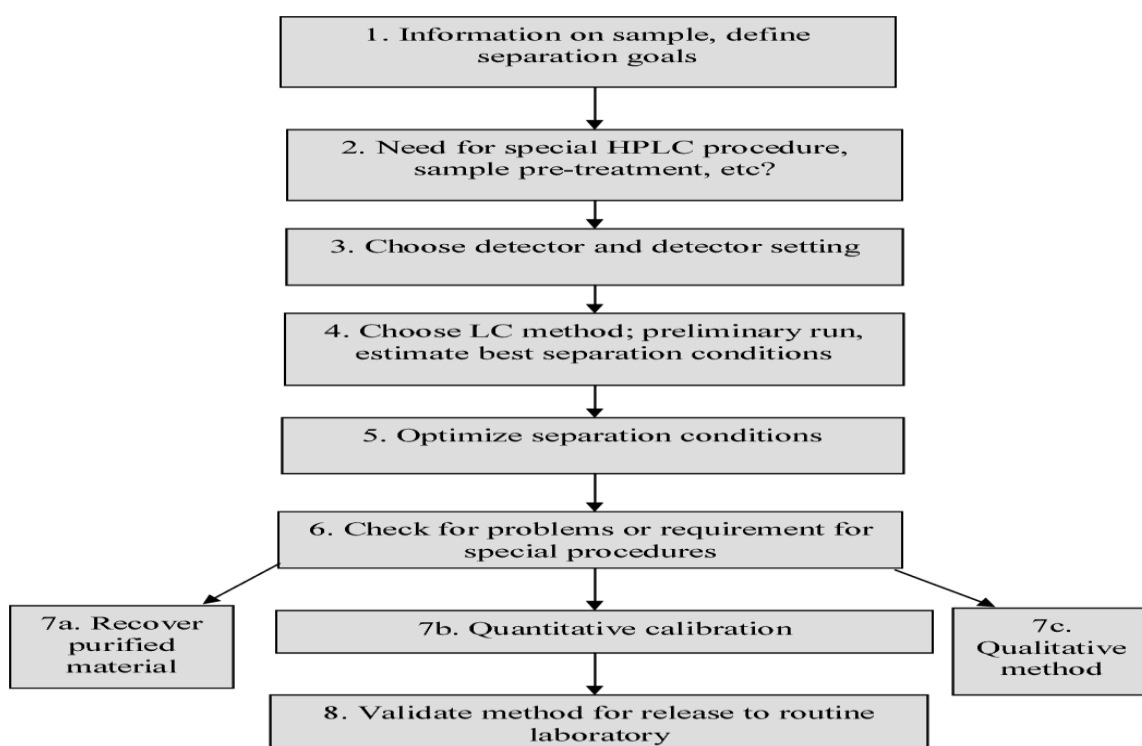 1. Information on sample, define
separation goals
2. Need for special HPLC procedure,
sample pre-treatment, etc?
3. Choose detector and detector setting
4. Choose LC method; preliminary run,
estimate best separation conditions
5. Optimize separation conditions
6. Check for problems or requirement for
special procedures
7a. Recover
purified
material
7b. Quantitative calibration
7c.
Qualitative
method
8. Validate method for release to routine
laboratory